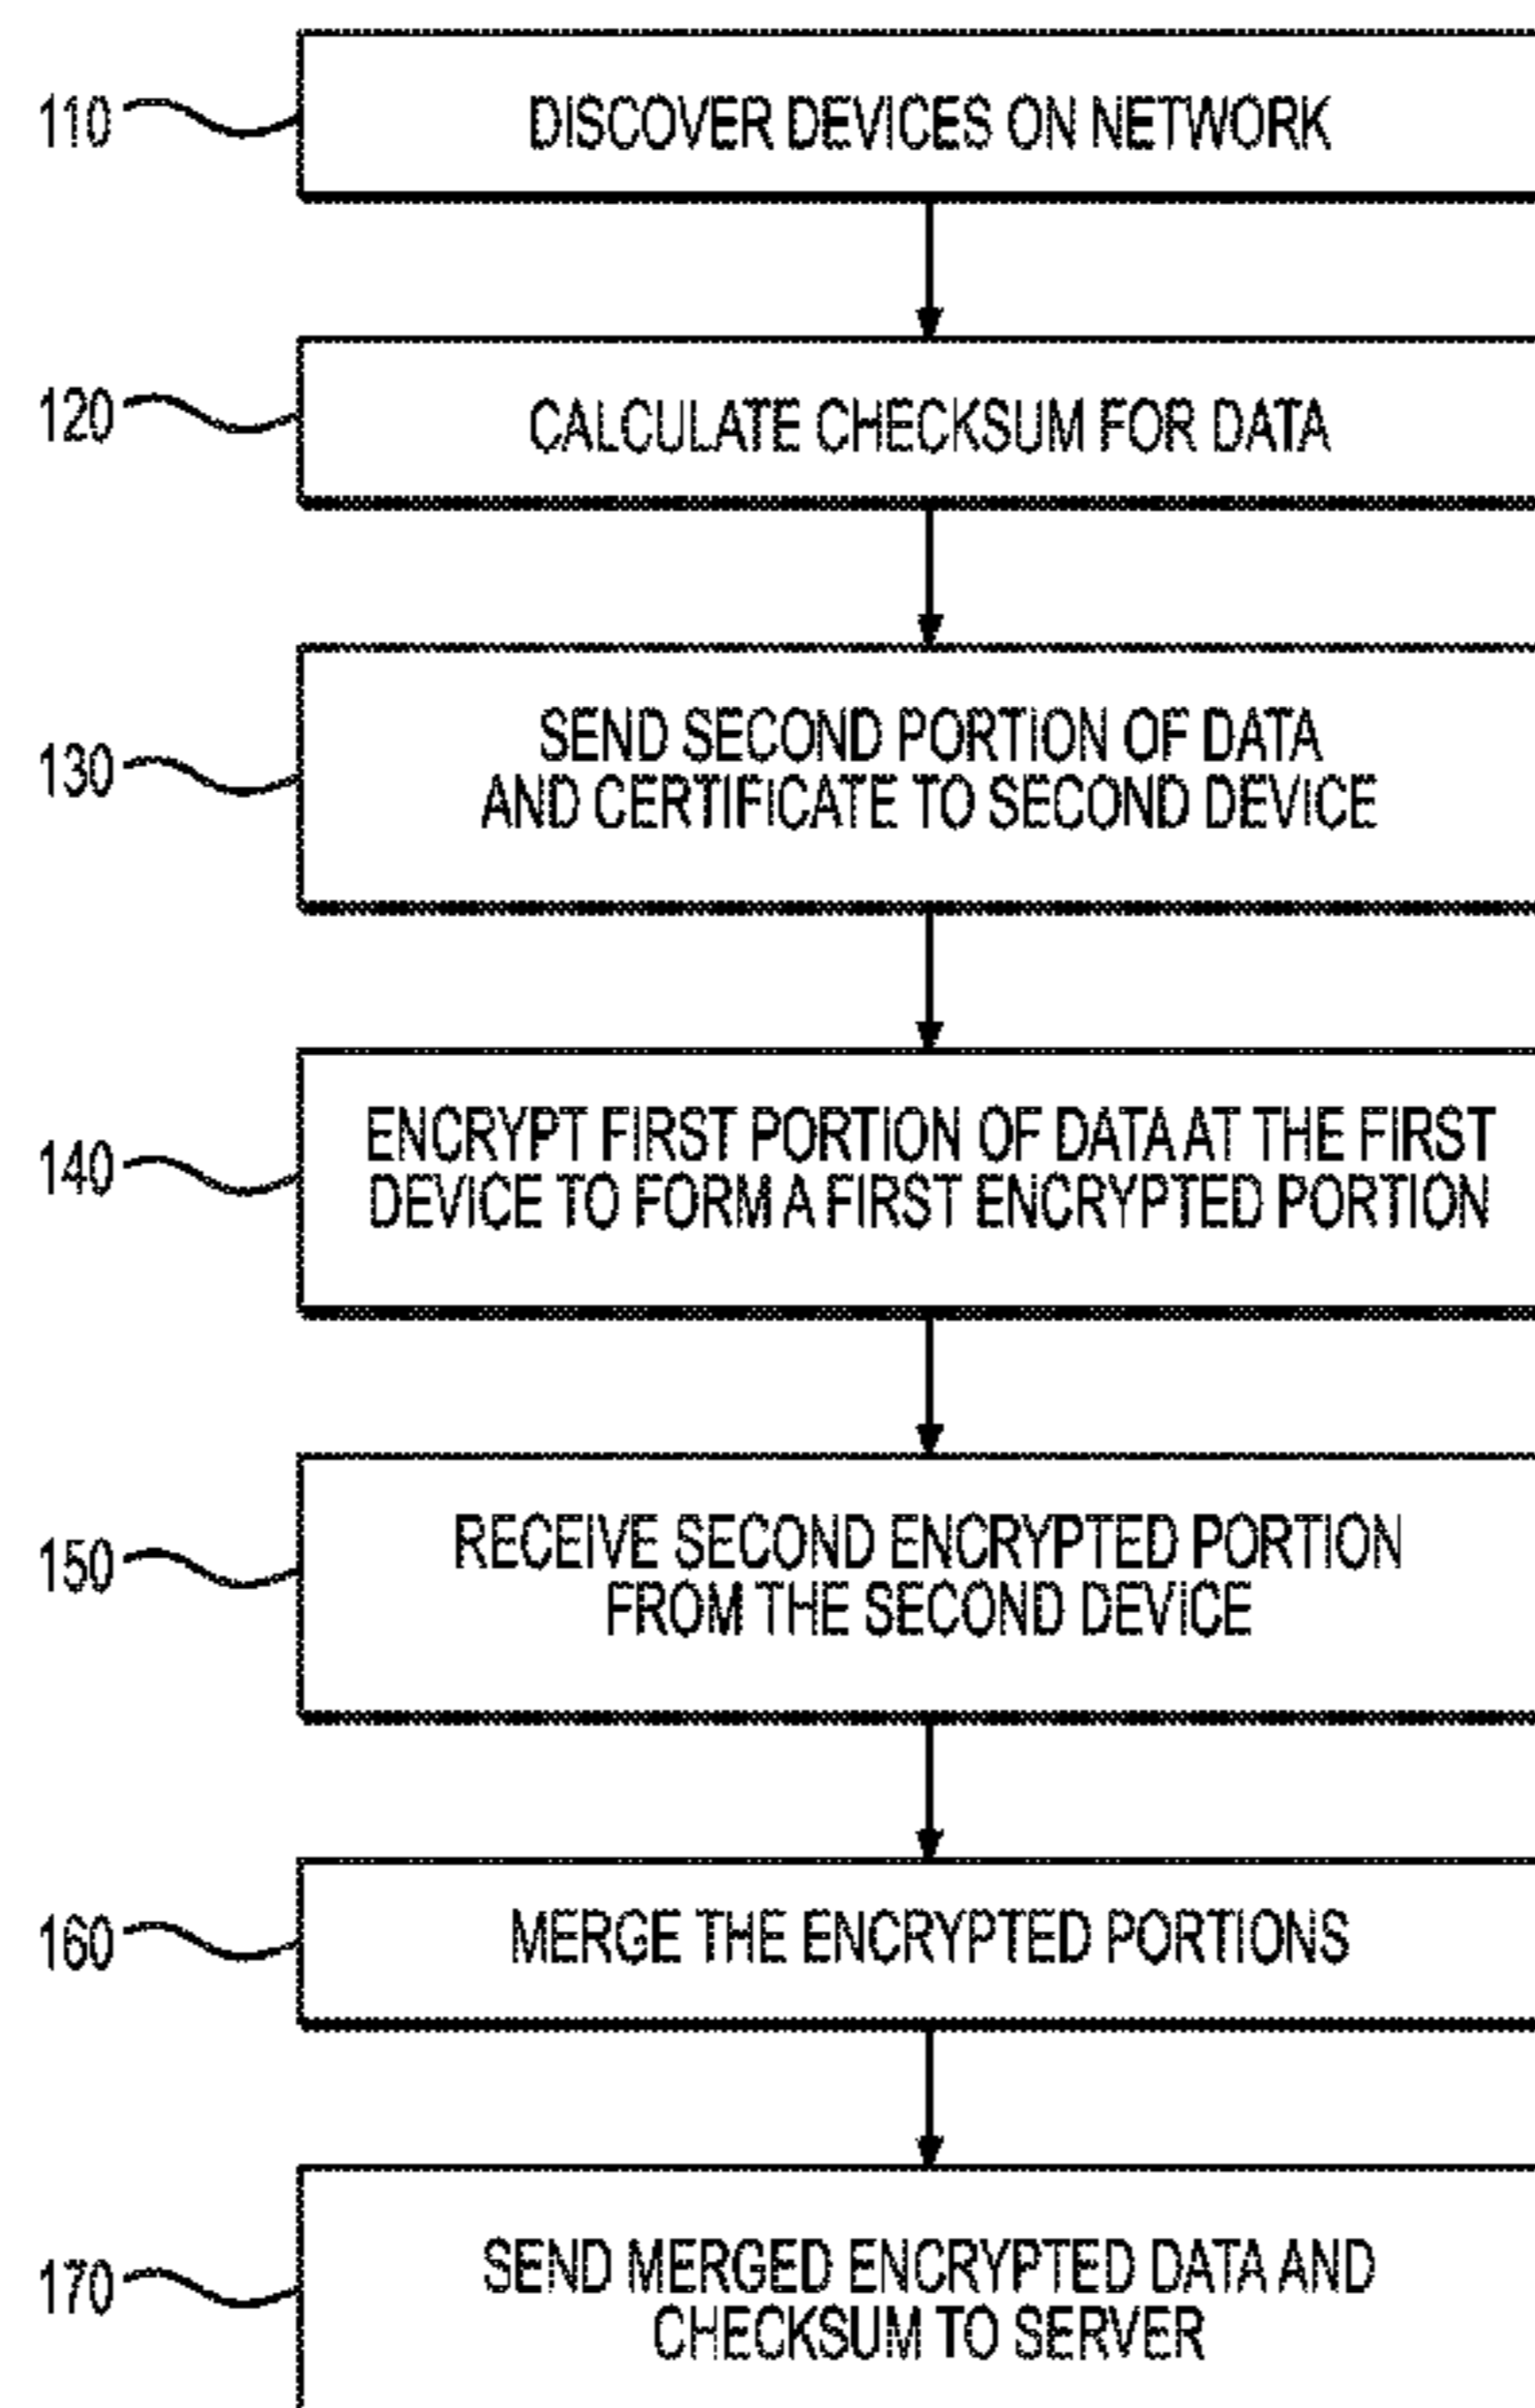 110
DISCOVER DEVICES ON NETWORK
120
CALCULATE CHECKSUM FOR DATA
130
SEND SECOND PORTION OF DATA
AND CERTIFICATE TO SECOND DEVICE
140
ENCRYPT FIRST PORTION OF DATA AT THE FIRST
DEVICE TO FORM A FIRST ENCRYPTED PORTION
150
RECEIVE SECOND ENCRYPTED PORTION
FROM THE SECOND DEVICE
160
MERGE THE ENCRYPTED PORTIONS
170
SEND MERGED ENCRYPTED DATA AND
CHECKSUM TO SERVER